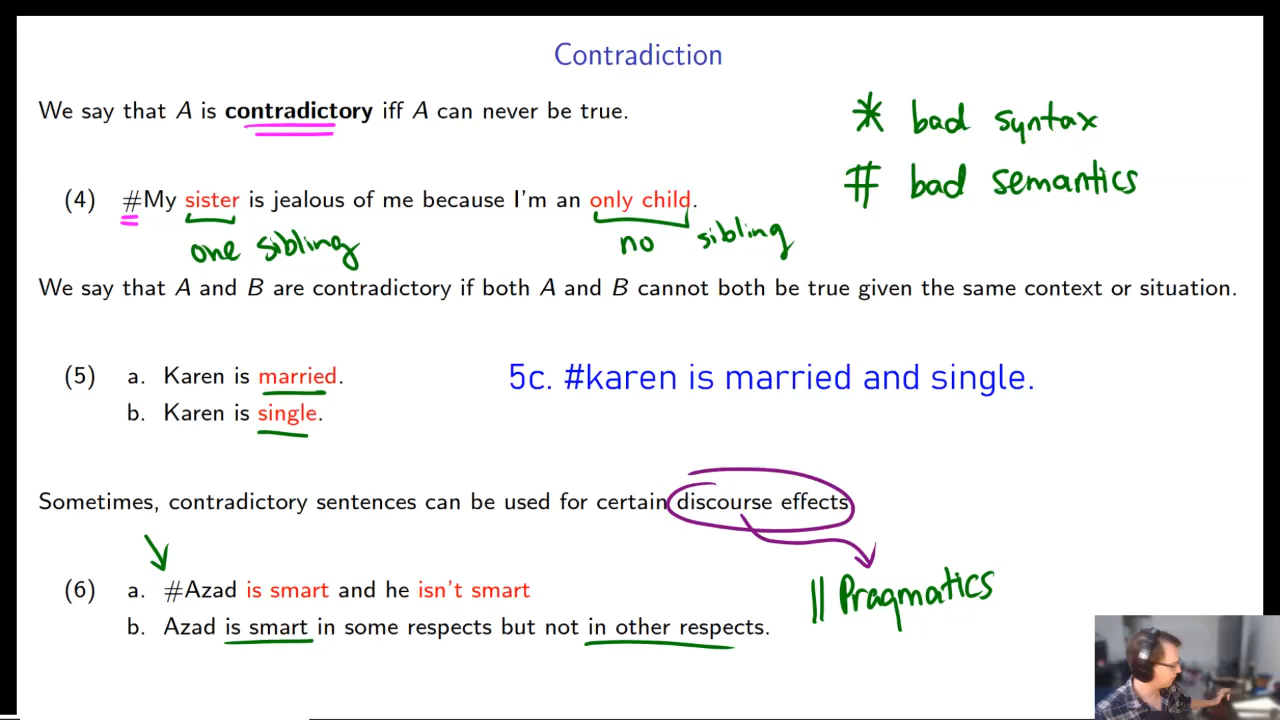 Contradiction
We say that A is contradictory iff A can never be true.
* bad syntax
# bad semantics
(4) #My sister is jealous of me because I'm an only child.
one sibling no sibling
We say that A and B are contradictory if both A and B cannot both be true given the same context or situation.
(5) a. Karen is married.
b. Karen is single.
5c. #karen is married and single.
Sometimes, contradictory sentences can be used for certain discourse effects
(6) a. #Azad is smart and he isn't smart
b. Azad is smart in some respects but not in other respects.
|| Pragmatics